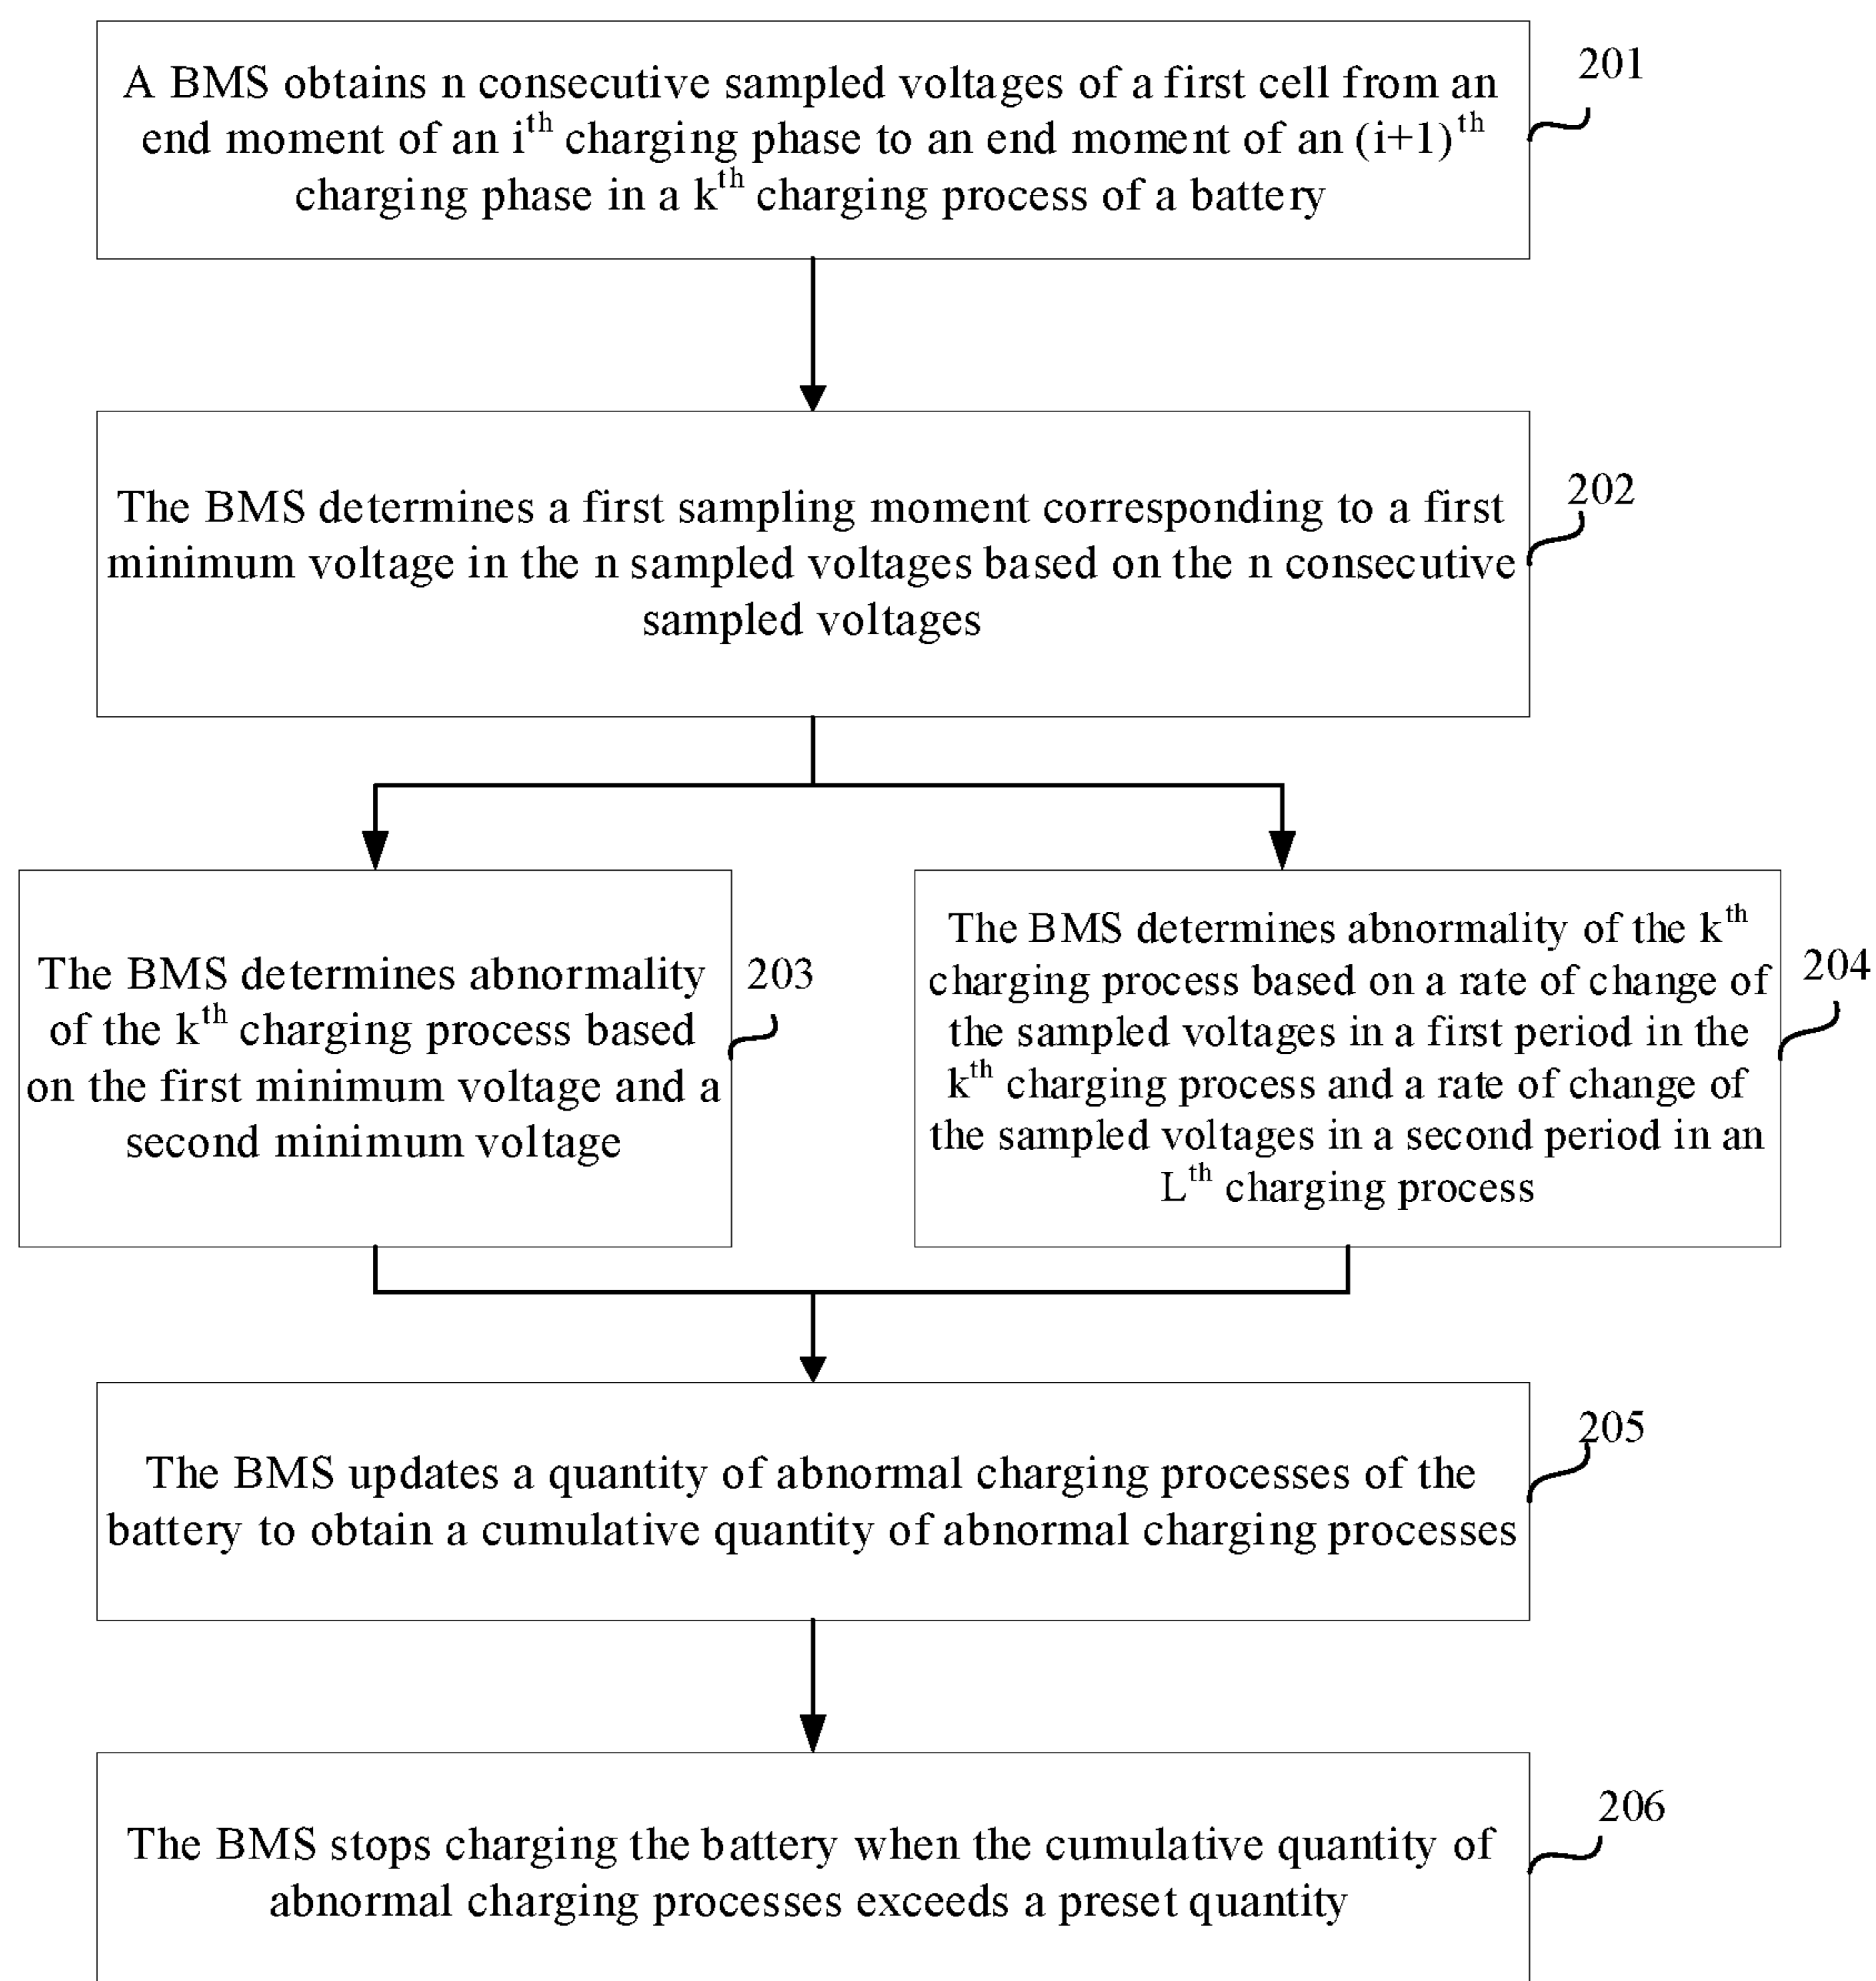 A BMS obtains n consecutive sampled voltages of a first cell from an
end moment of an i^th charging phase to an end moment of an (i+1)^th
charging phase in a k^th charging process of a battery
201
The BMS determines a first sampling moment corresponding to a first
minimum voltage in the n sampled voltages based on the n consecutive
sampled voltages
202
The BMS determines abnormality
of the k^th charging process based
on the first minimum voltage and a
second minimum voltage
203
The BMS determines abnormality of the k^th
charging process based on a rate of change of
the sampled voltages in a first period in the
k^th charging process and a rate of change of
the sampled voltages in a second period in an
L^th charging process
204
The BMS updates a quantity of abnormal charging processes of the
battery to obtain a cumulative quantity of abnormal charging processes
205
The BMS stops charging the battery when the cumulative quantity of
abnormal charging processes exceeds a preset quantity
206